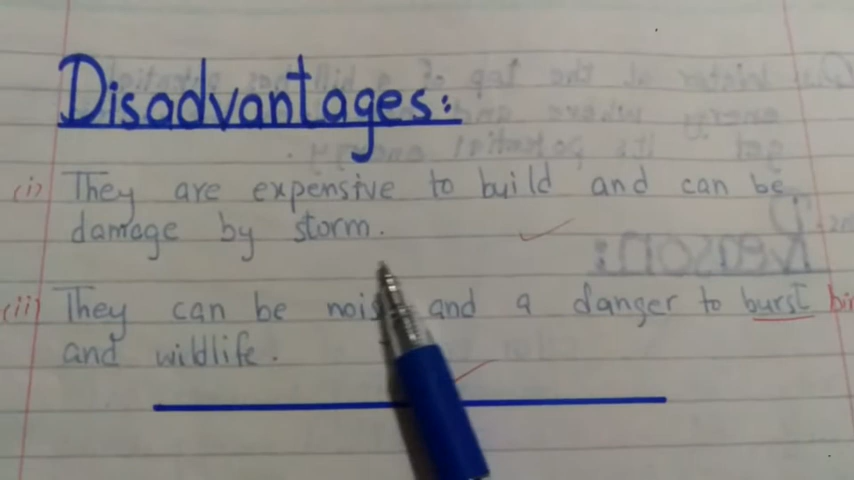 Disadvantages:
(i) They are expensive to build and can be
damage by storm.
(ii) They can be and a danger to burst
and wildlife.